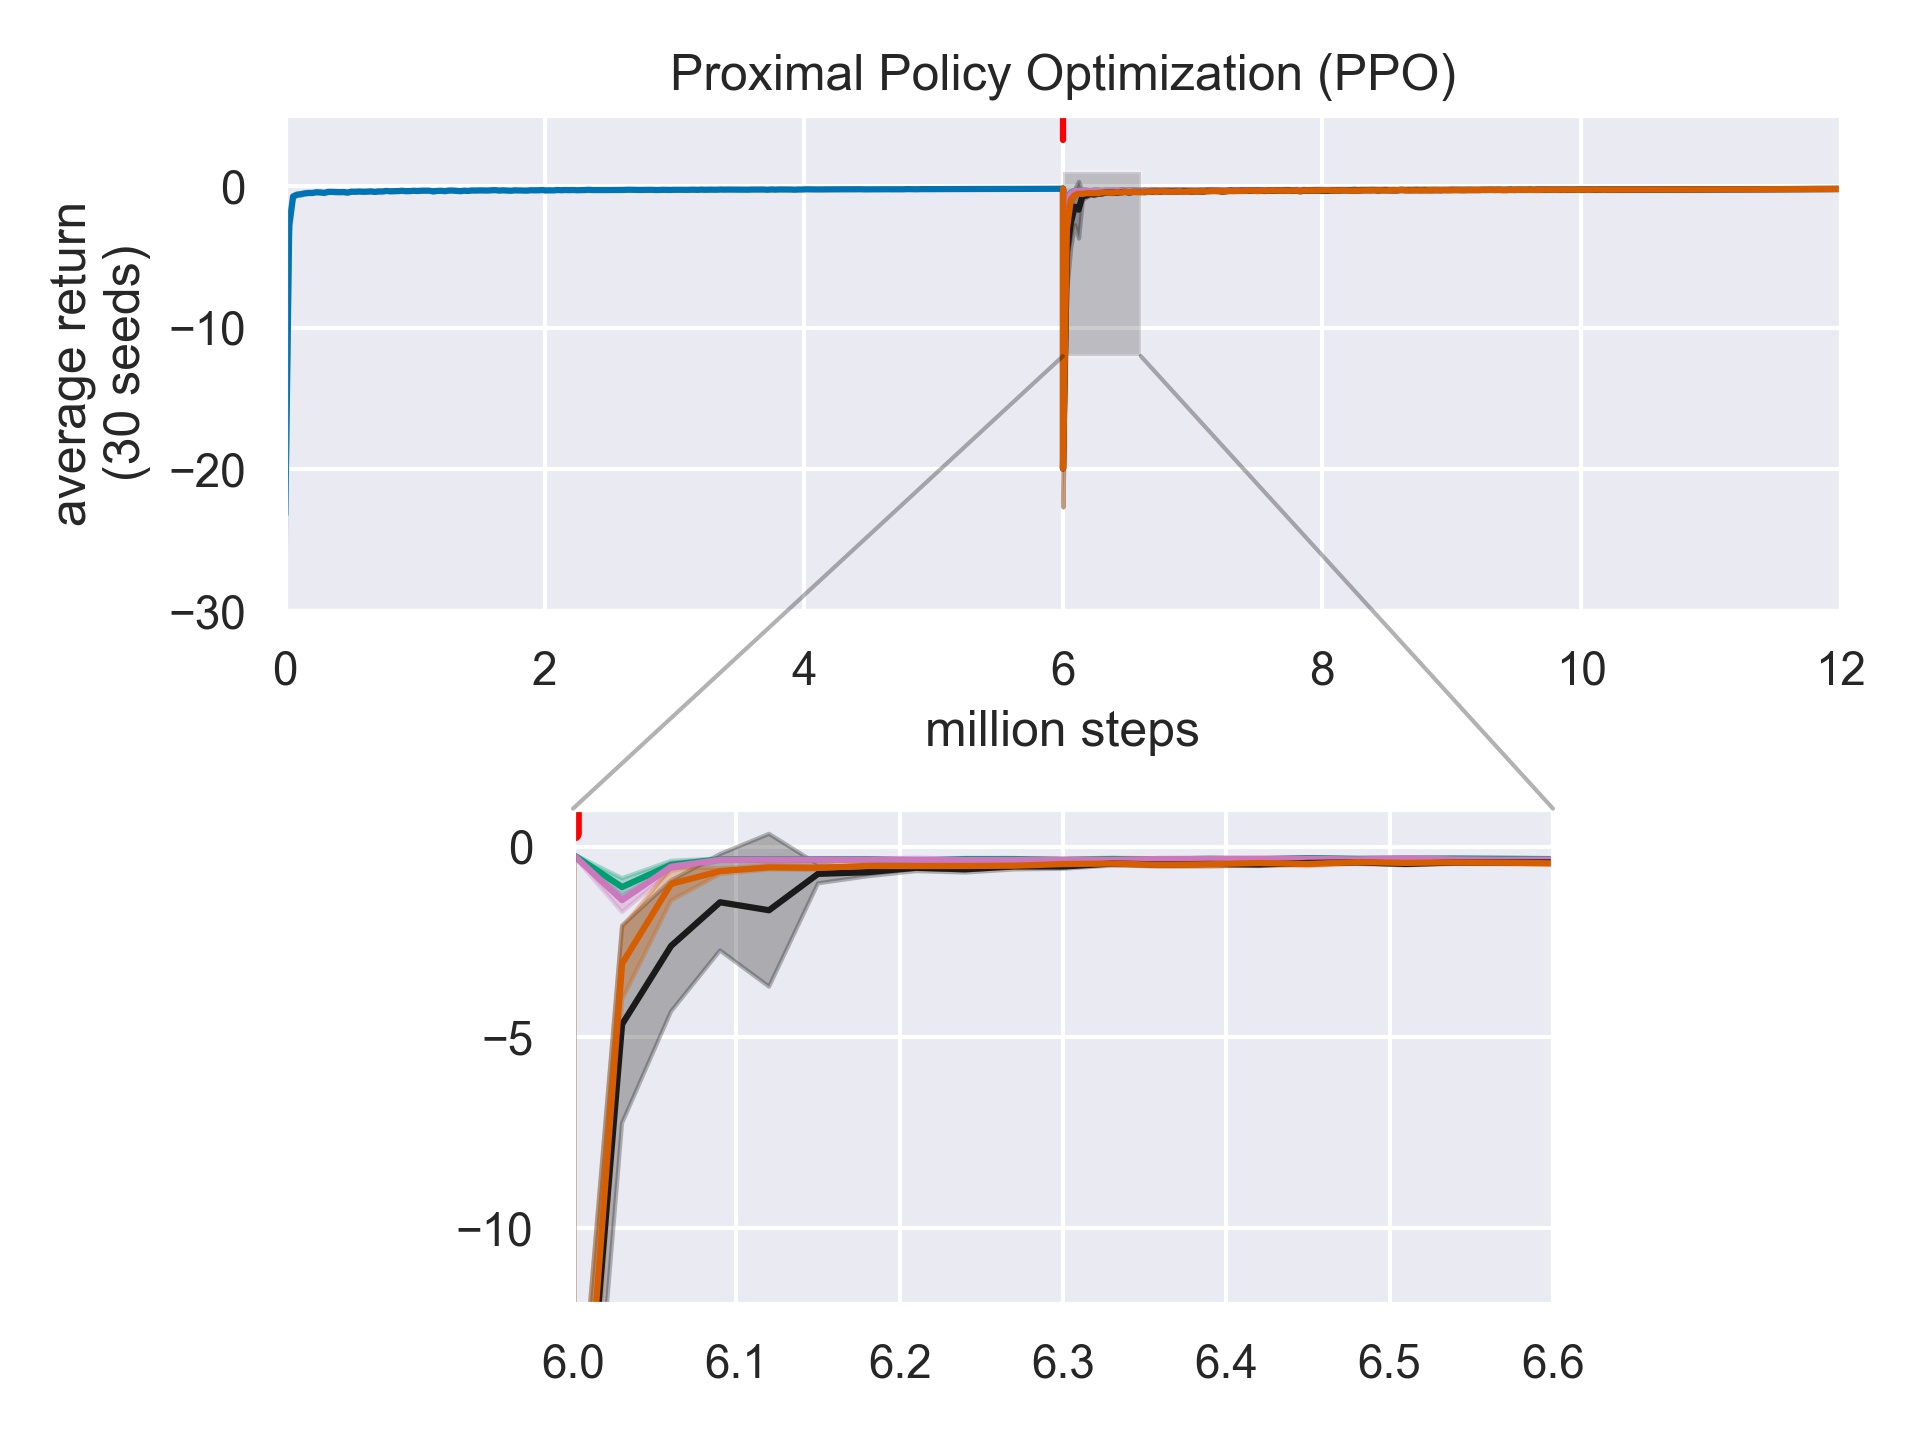 Proximal Policy Optimization (PPO)
average return
(30 seeds)
0
−10
−20
−30
0 2 4 6 8 10 12
million steps
0
−5
−10
6.0 6.1 6.2 6.3 6.4 6.5 6.6